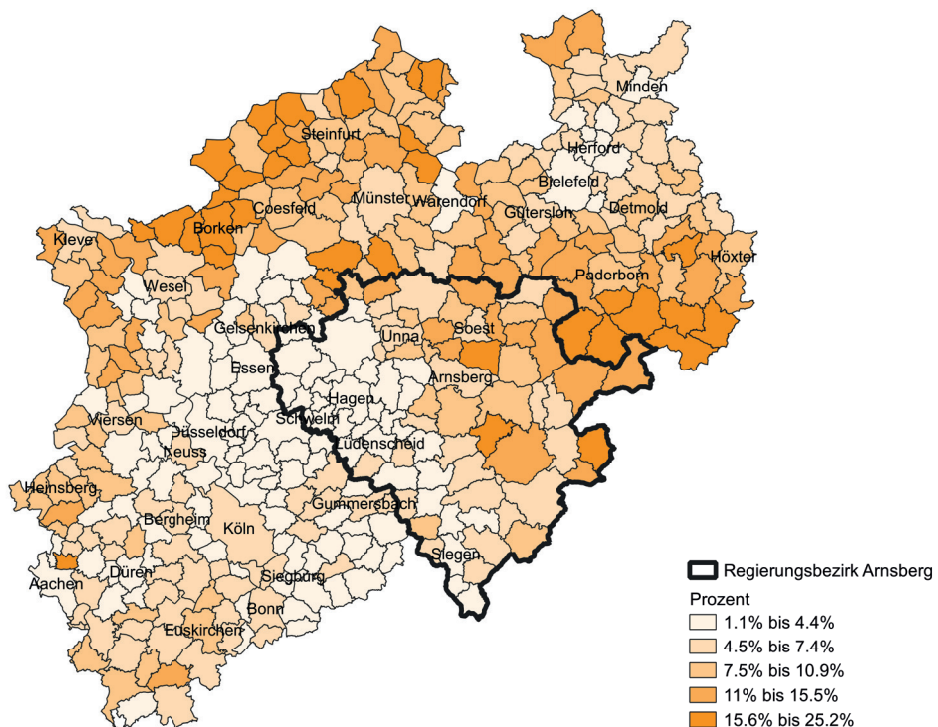 Minden
Steinfurt
Herford
Bielefeld
Münster
Warendorf
Coesfeld
Gütersloh
Detmold
Borken
Kleve
Höxter
Paderborn
Wesel
Gelsenkirchen
Soest
Unna
Essen
Arnsberg
Hagen
Viersen
Schwelm
Düsseldorf
Lüdenscheid
Neuss
Heinsberg
Gummersbach
Bergheim
Köln
Siegen
Düren
Siegburg
Aachen
Bonn
Euskirchen
Regierungsbezirk Arnsberg
Prozent
1.1% bis 4.4%
4.5% bis 7.4%
7.5% bis 10.9%
11% bis 15.5%
15.6% bis 25.2%